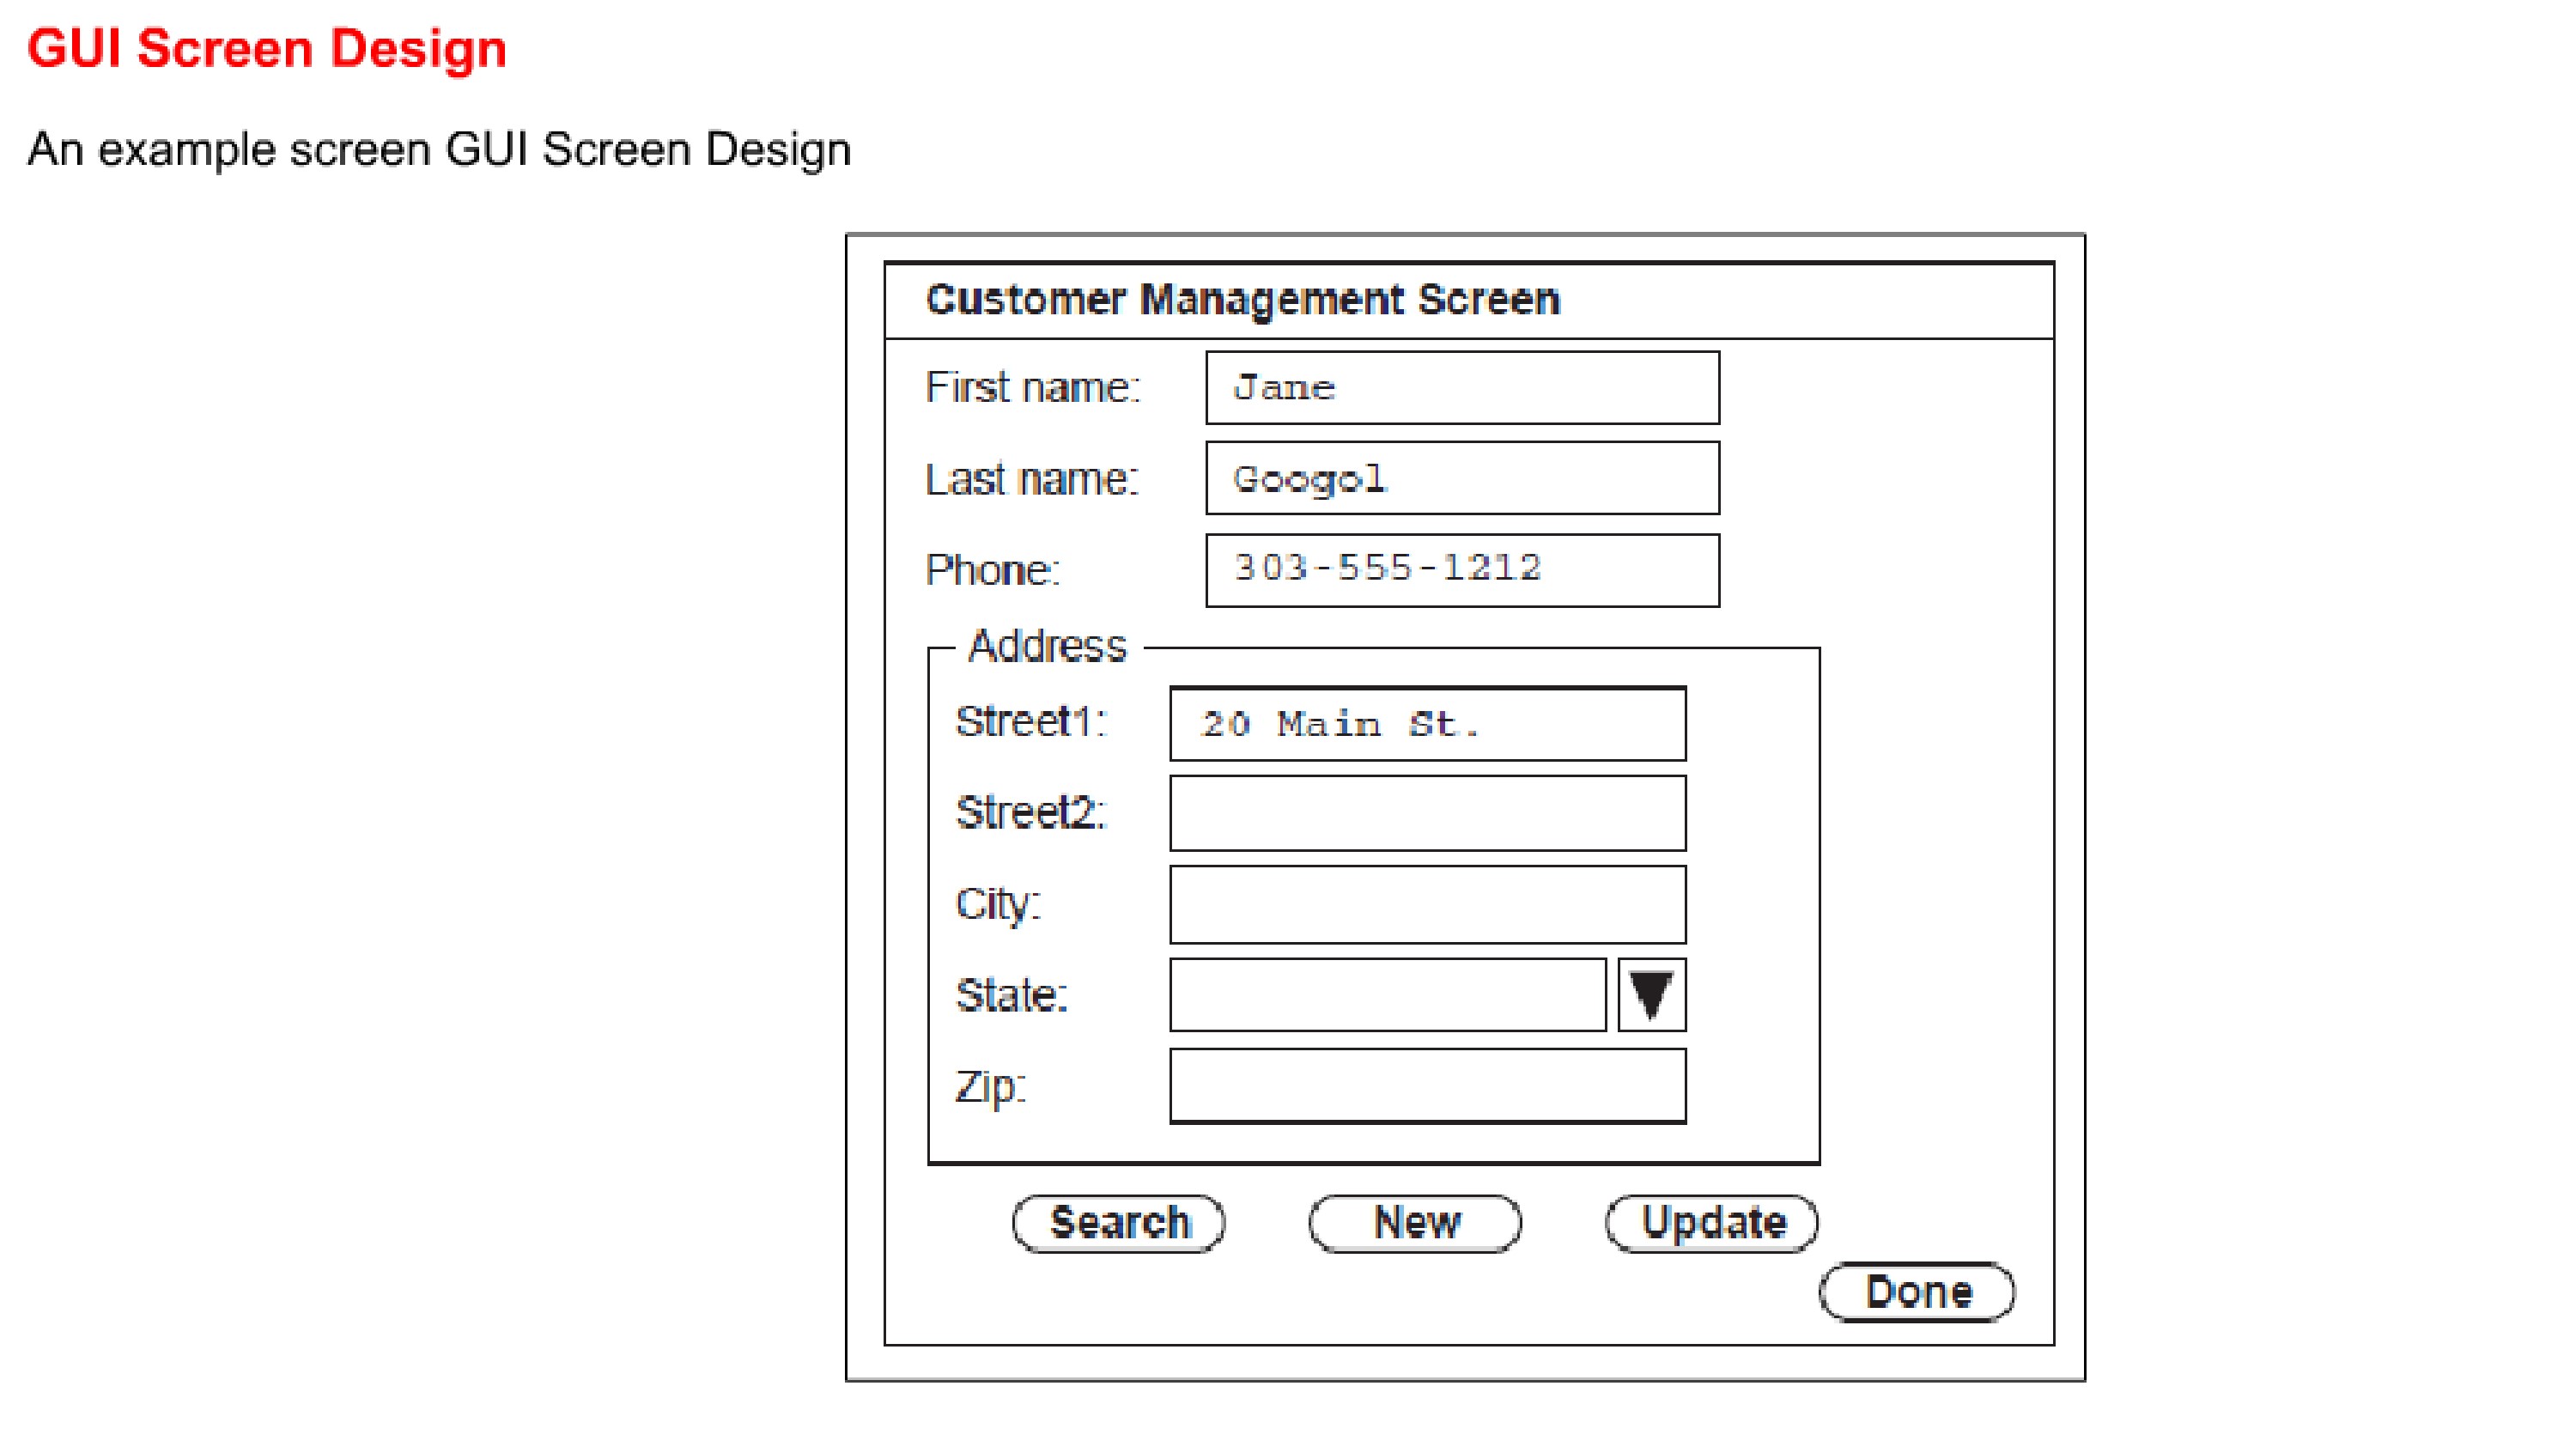 GUI Screen Design
An example screen GUI Screen Design
Customer Management Screen
First name: Jane
Last name: Googol
Phone: 303-555-1212
Address
Street1: 20 Main St.
Street2:
City:
State:
Zip:
Search New Update
Done